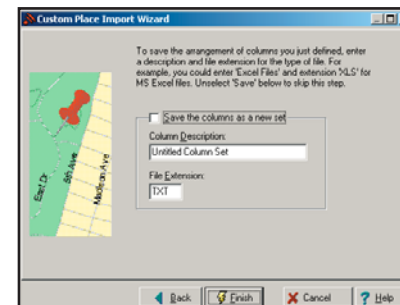 Custom Place Import Wizard
To save the arrangement of columns you just defined, enter
a description and file extension for the type of file. For
example, you could enter 'Excel Files' and extension 'XLS' for
MS Excel files. Unselect 'Save' below to skip this step.
Save the columns as a new set
Column Description:
Untitled Column Set
File Extension:
TXT
East Dr
5th Ave
Madison Ave
Back
Finish
Cancel
Help